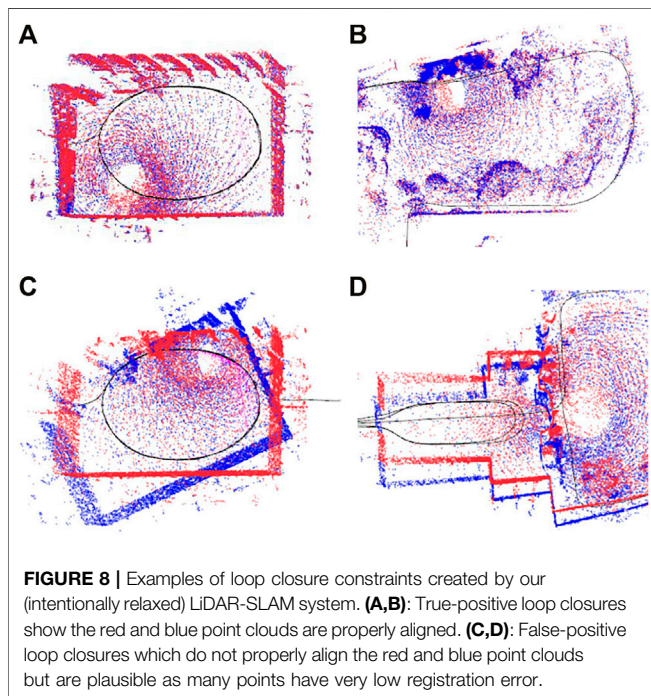 A
B
C
D
FIGURE 8 | Examples of loop closure constraints created by our
(intentionally relaxed) LiDAR-SLAM system. (A,B): True-positive loop closures
show the red and blue point clouds are properly aligned. (C,D): False-positive
loop closures which do not properly align the red and blue point clouds
but are plausible as many points have very low registration error.